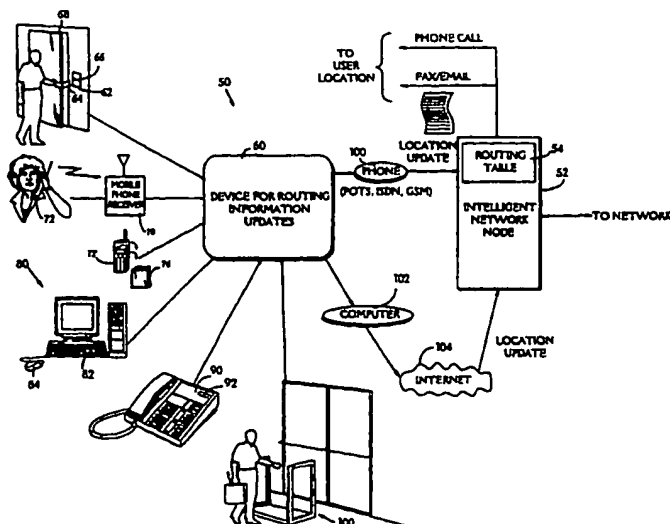 68
66
64
62
50
60
DEVICE FOR ROUTING
INFORMATION
UPDATES
TO
USER
LOCATION
PHONE CALL
FAX/EMAIL
LOCATION
UPDATE
100
PHONE
(POTS, ISDN, GSM)
ROUTING
TABLE
54
52
INTELLIGENT
NETWORK
NODE
TO NETWORK
72
MOBILE
PHONE
RECEIVER
80
84
82
90
92
102
COMPUTER
104
INTERNET
LOCATION
UPDATE
100